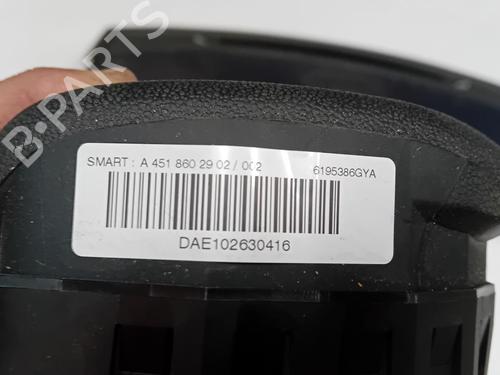 SMART : A 451 860 29 02 / 002 6195386GYA
DAE102630416
B-PARTS